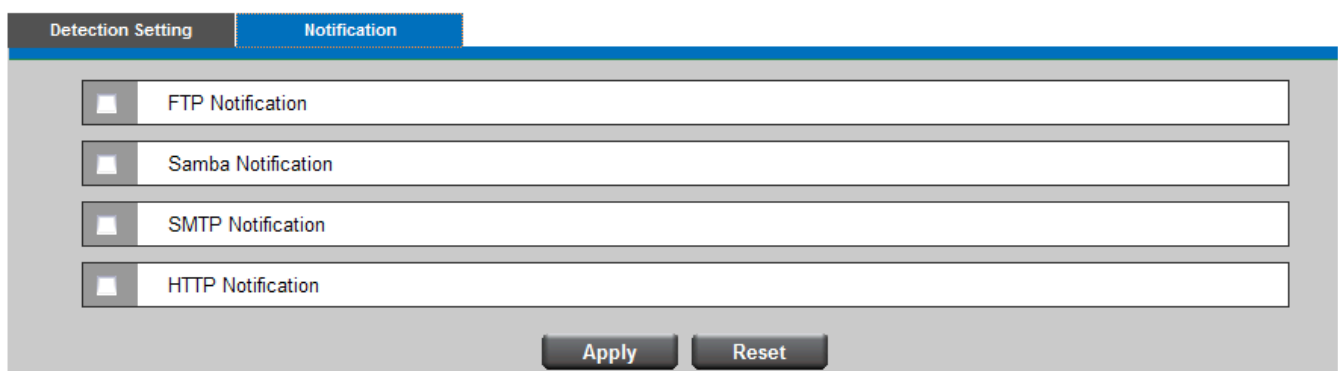 Detection Setting Notification
FTP Notification
Samba Notification
SMTP Notification
HTTP Notification
Apply Reset